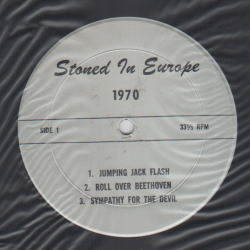 Stoned In Europe
1970
SIDE 1 33⅓ RPM
1. JUMPING JACK FLASH
2. ROLL OVER BEETHOVEN
3. SYMPATHY FOR THE DEVIL